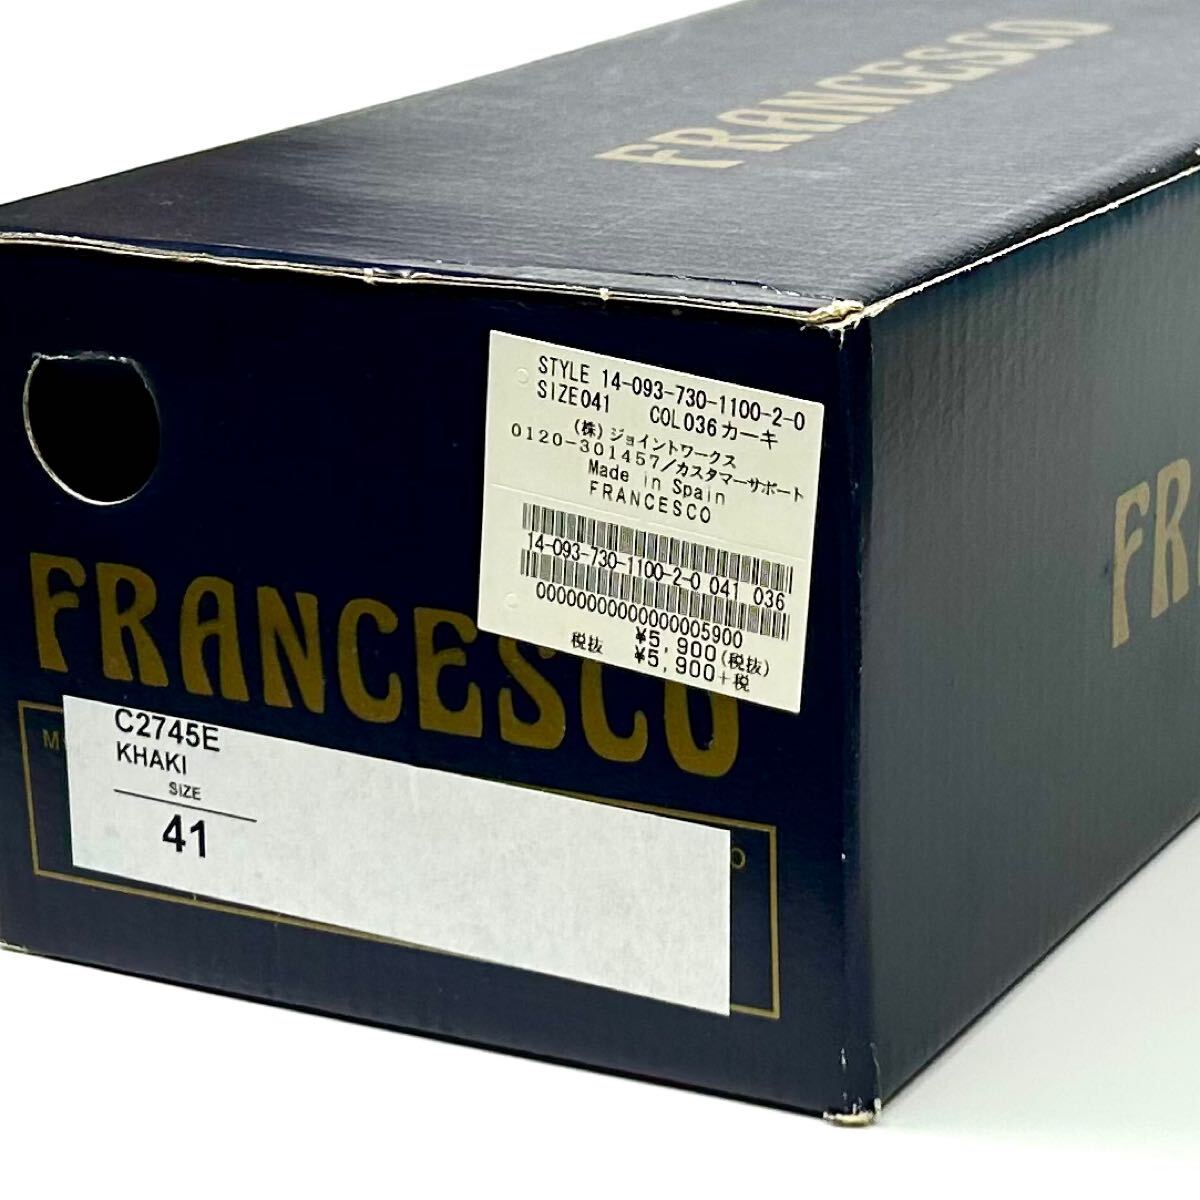 FRANCESCO
STYLE 14-093-730-1100-2-0
SIZE041 COL036カーキ
(株)ジョイントワークス
0120-301457/カスタマーサポート
Made in Spain
FRANCESCO
14-093-730-1100-2-0 041 036
0000000000000005900
¥5,900(税抜)
税抜 ¥5,900+税
FRANCESCO
C2745E
KHAKI
SIZE
41
FR